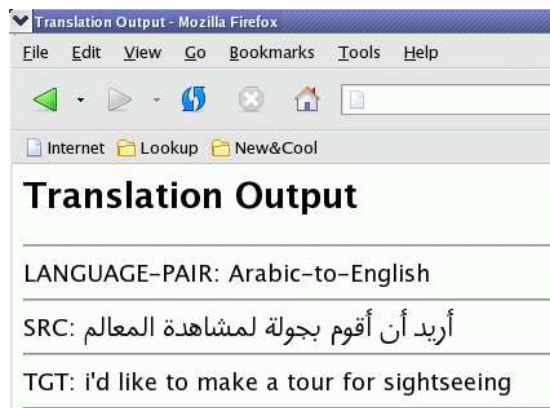 Translation Output - Mozilla Firefox
File Edit View Go Bookmarks Tools Help
Internet Lookup New&Cool
Translation Output
LANGUAGE-PAIR: Arabic-to-English
SRC: أريد أن أقوم بجولة لمشاهدة المعالم
TGT: i'd like to make a tour for sightseeing